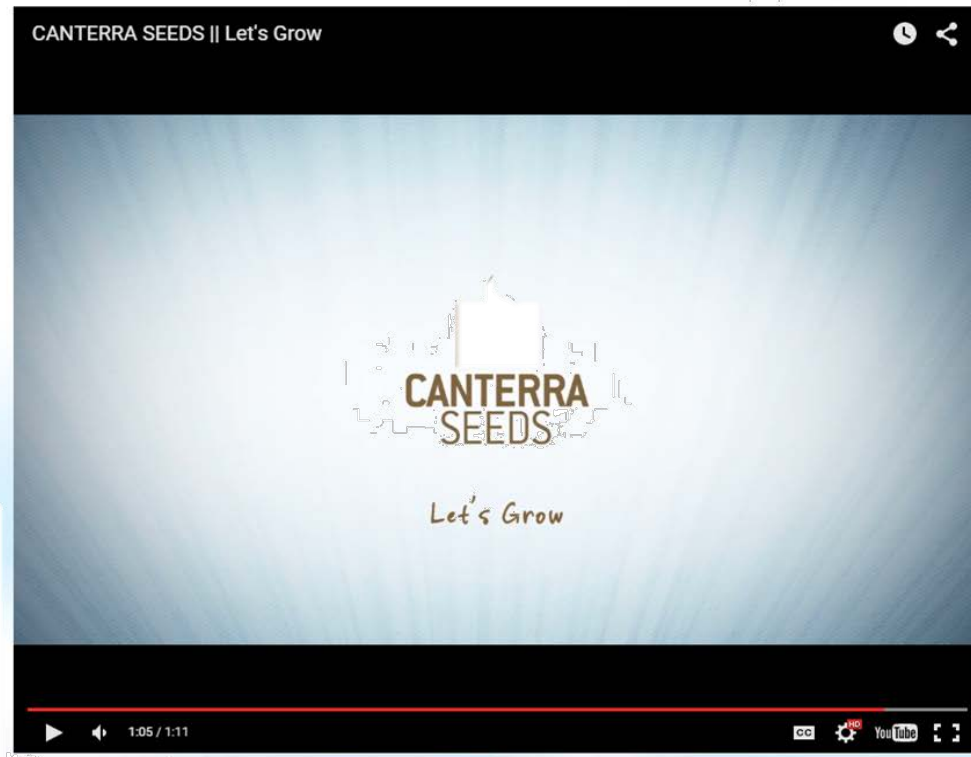 CANTERRA SEEDS || Let's Grow
CANTERRA
SEEDS
Let's Grow
1:05 / 1:11
CC
HD
YouTube